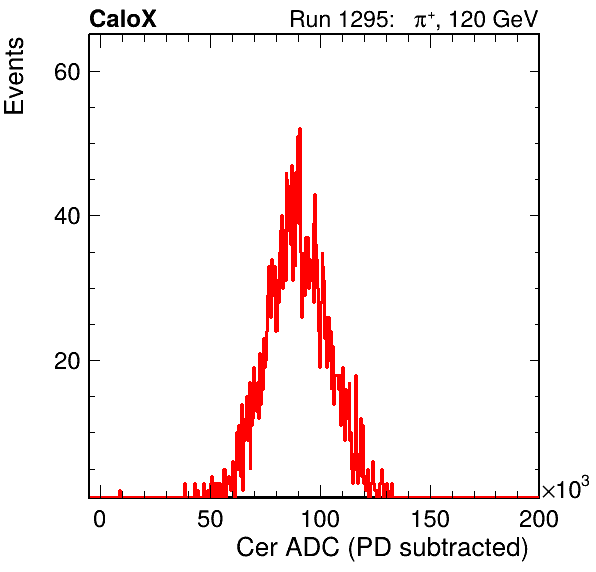 CaloX Run 1295: π⁺, 120 GeV
Events
60
40
20
0 50 100 150 200
×10³
Cer ADC (PD subtracted)